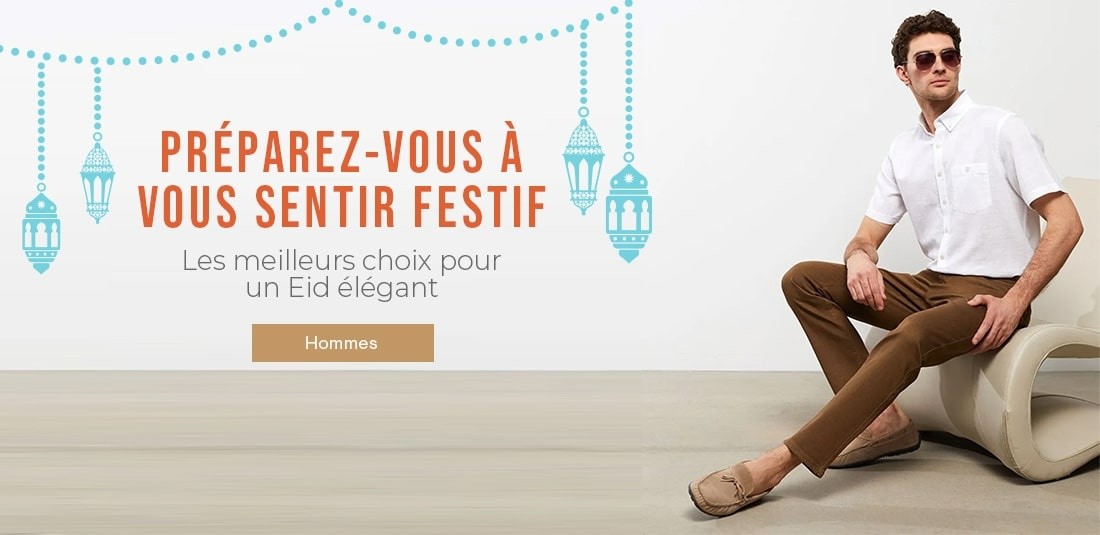 PRÉPAREZ-VOUS À
VOUS SENTIR FESTIF
Les meilleurs choix pour
un Eid élégant
Hommes